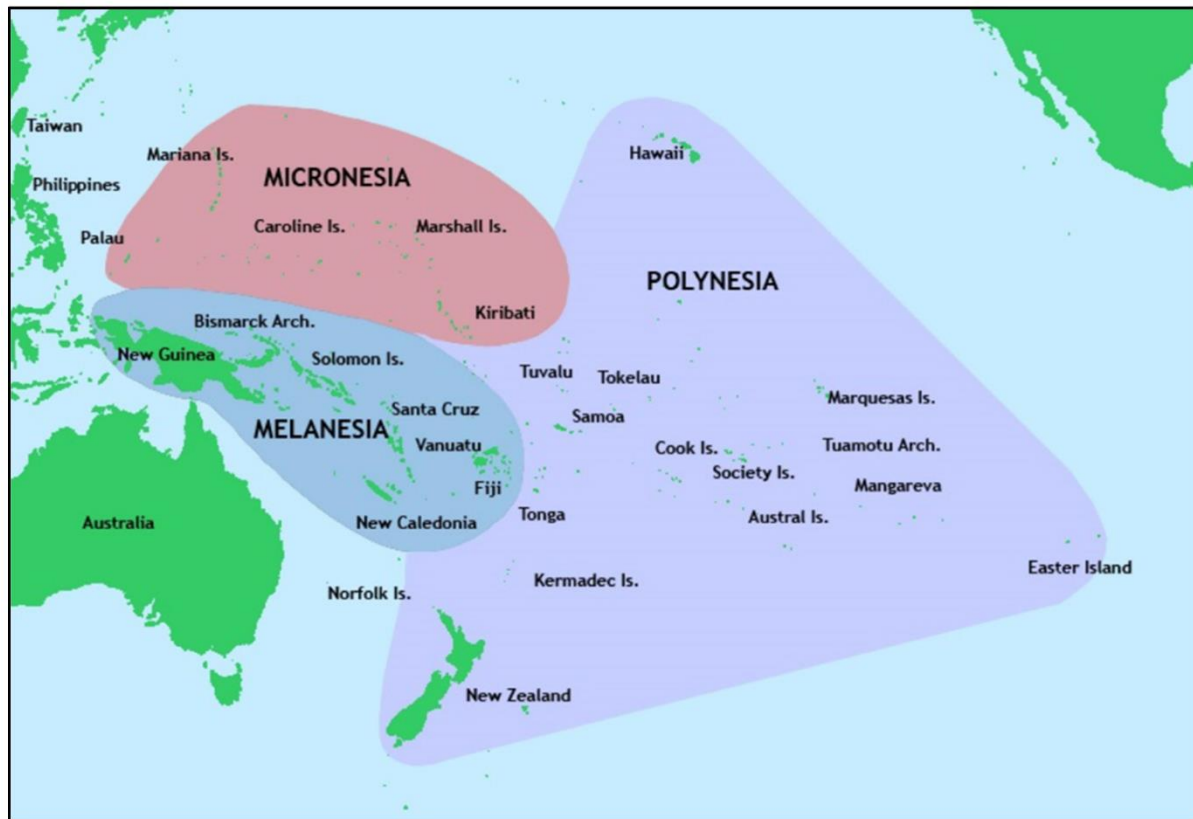 Taiwan
Mariana Is.
Hawaii
MICRONESIA
Philippines
Caroline Is.
Marshall Is.
Palau
POLYNESIA
Kiribati
Bismarck Arch.
New Guinea
Solomon Is.
Tuvalu
Tokelau
Marquesas Is.
Santa Cruz
Samoa
MELANESIA
Vanuatu
Cook Is.
Tuamotu Arch.
Society Is.
Fiji
Mangareva
Tonga
Austral Is.
Australia
New Caledonia
Easter Island
Kermadec Is.
Norfolk Is.
New Zealand